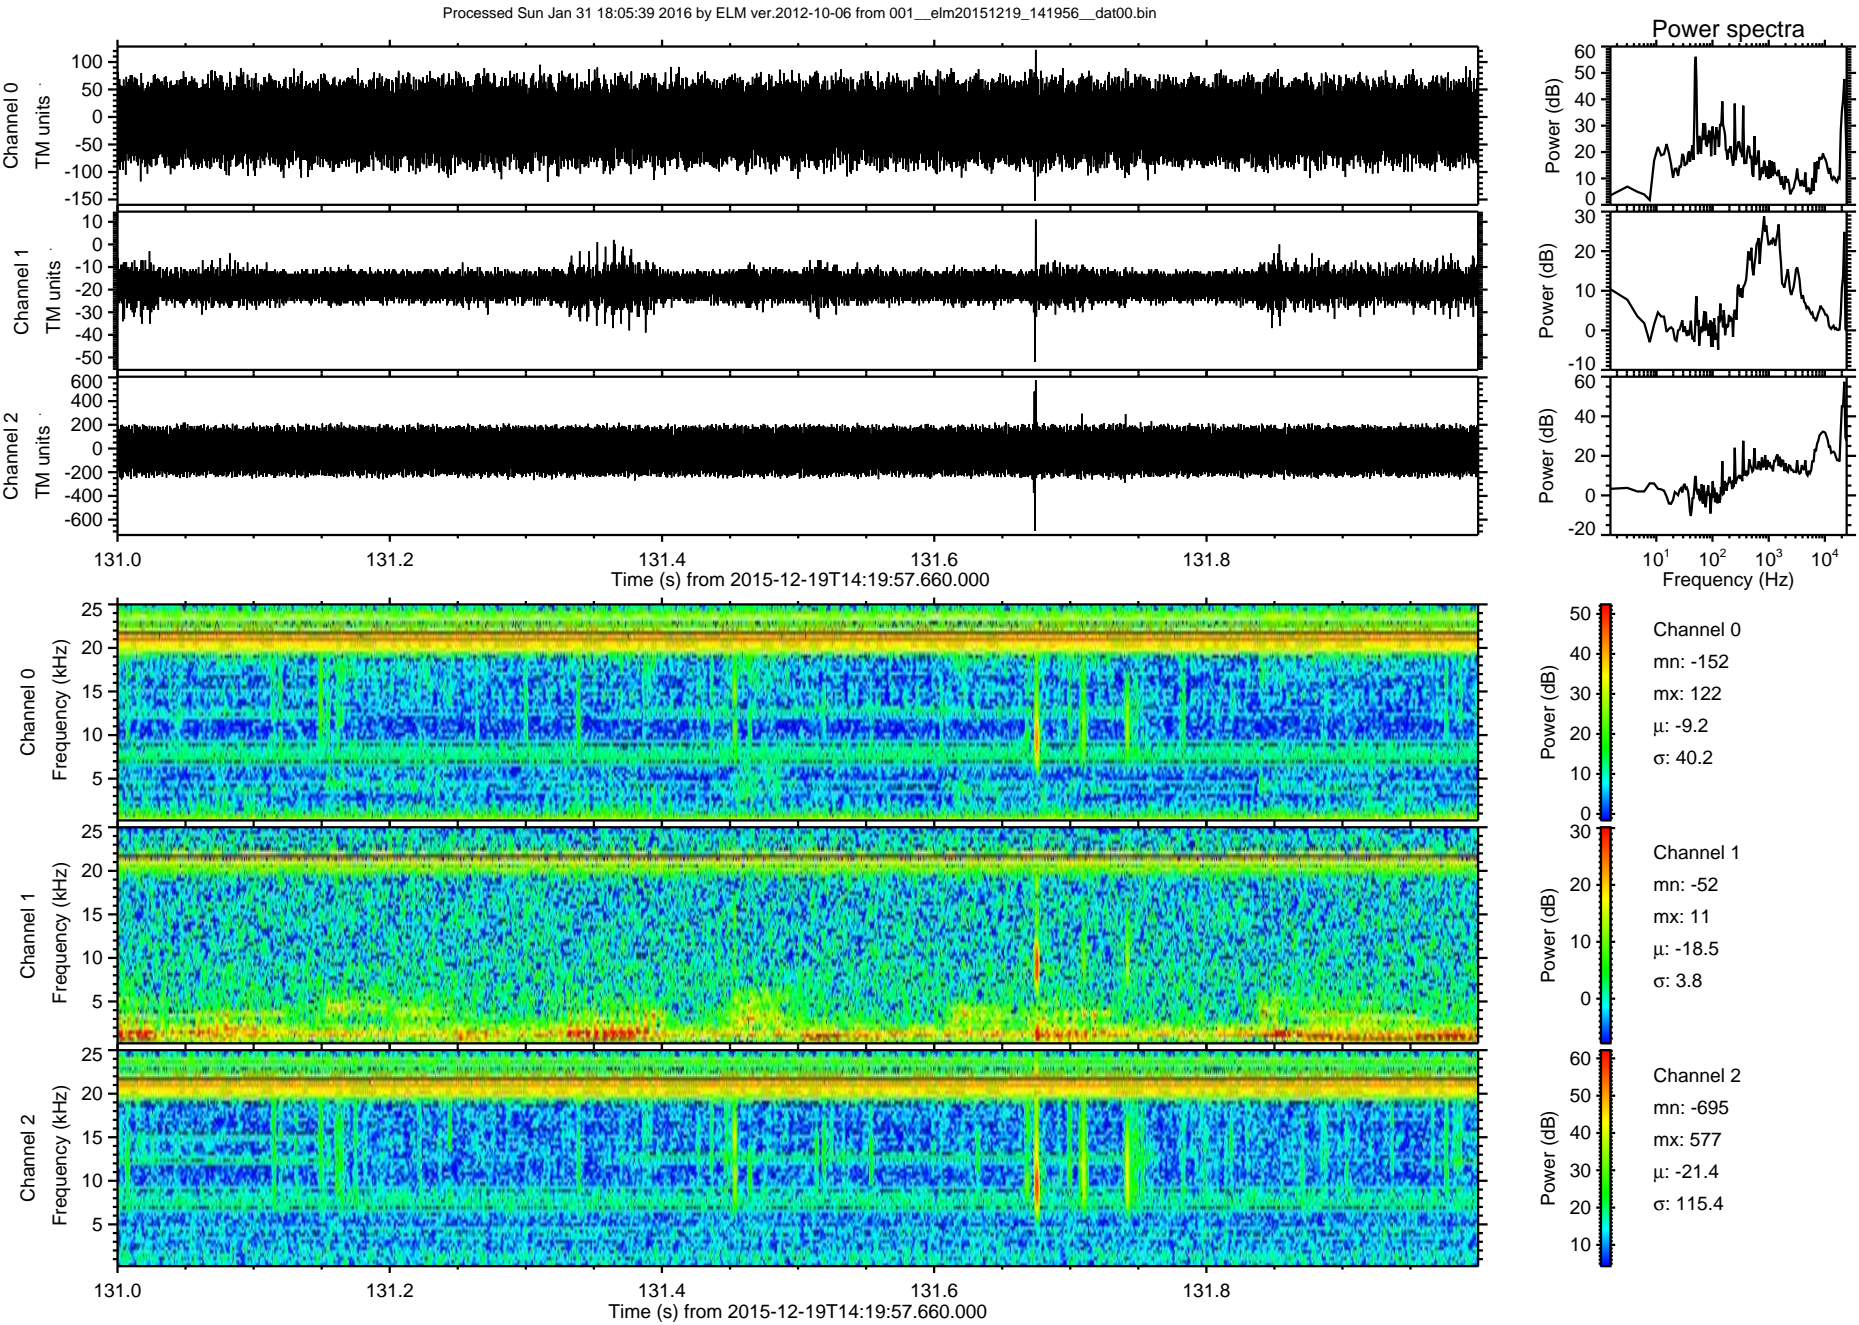 Processed Sun Jan 31 18:05:39 2016 by ELM ver.2012-10-06 from 001__elm20151219_141956__dat00.bin
Power spectra
Channel 0
TM units
100
50
0
-50
-100
-150
Power (dB)
60
50
40
30
20
10
0
Channel 1
TM units
10
0
-10
-20
-30
-40
-50
Power (dB)
30
20
10
0
-10
Channel 2
TM units
600
400
200
0
-200
-400
-600
Power (dB)
60
40
20
0
-20
131.0 131.2 131.4 131.6 131.8
Time (s) from 2015-12-19T14:19:57.660.000
10^1 10^2 10^3 10^4
Frequency (Hz)
Channel 0
Frequency (kHz)
25
20
15
10
5
Power (dB)
50
40
30
20
10
0
Channel 0
mn: -152
mx: 122
μ: -9.2
σ: 40.2
Channel 1
Frequency (kHz)
25
20
15
10
5
Power (dB)
30
20
10
0
Channel 1
mn: -52
mx: 11
μ: -18.5
σ: 3.8
Channel 2
Frequency (kHz)
25
20
15
10
5
Power (dB)
60
50
40
30
20
10
Channel 2
mn: -695
mx: 577
μ: -21.4
σ: 115.4
131.0 131.2 131.4 131.6 131.8
Time (s) from 2015-12-19T14:19:57.660.000